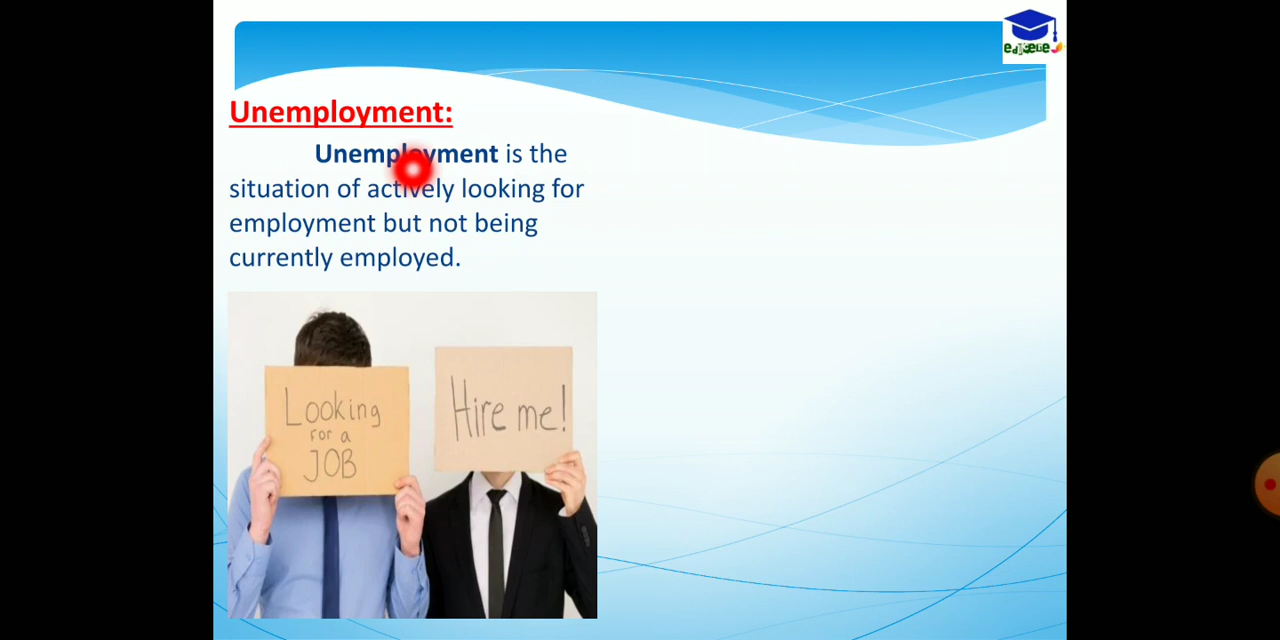 Unemployment:
Unemployment is the
situation of actively looking for
employment but not being
currently employed.
Looking
for a
JOB
Hire me!